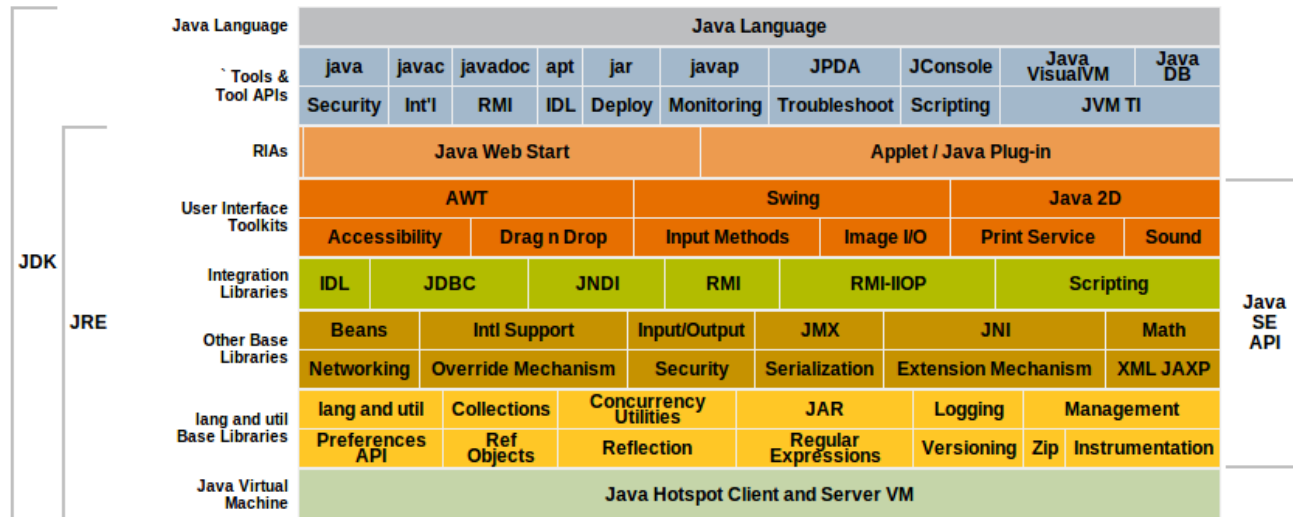 Java Language
Java Language
` Tools &
Tool APIs
java javac javadoc apt jar javap JPDA JConsole Java VisualVM Java DB
Security Int'l RMI IDL Deploy Monitoring Troubleshoot Scripting JVM TI
RIAs
Java Web Start Applet / Java Plug-in
User Interface
Toolkits
AWT Swing Java 2D
Accessibility Drag n Drop Input Methods Image I/O Print Service Sound
JDK
Integration
Libraries
IDL JDBC JNDI RMI RMI-IIOP Scripting
JRE
Java
SE
API
Other Base
Libraries
Beans Intl Support Input/Output JMX JNI Math
Networking Override Mechanism Security Serialization Extension Mechanism XML JAXP
lang and util
Base Libraries
lang and util Collections Concurrency Utilities JAR Logging Management
Preferences API Ref Objects Reflection Regular Expressions Versioning Zip Instrumentation
Java Virtual
Machine
Java Hotspot Client and Server VM